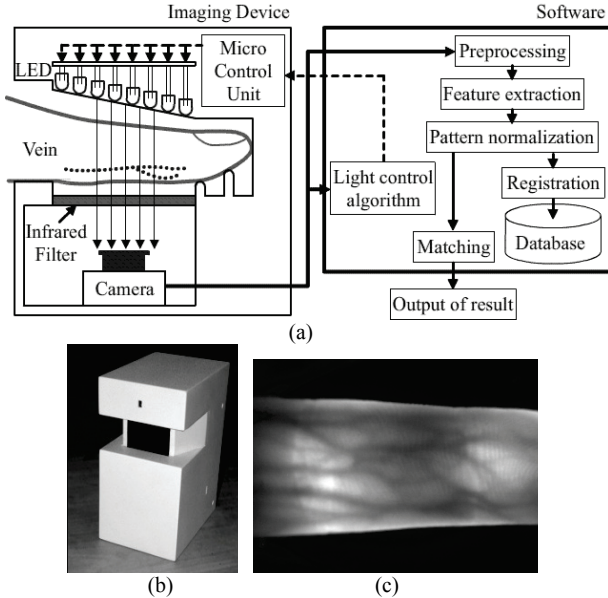 Imaging Device
Software
LED
Micro
Control
Unit
Vein
Infrared
Filter
Camera
Preprocessing
Feature extraction
Pattern normalization
Light control
algorithm
Registration
Matching
Database
Output of result
(a)
(b)
(c)